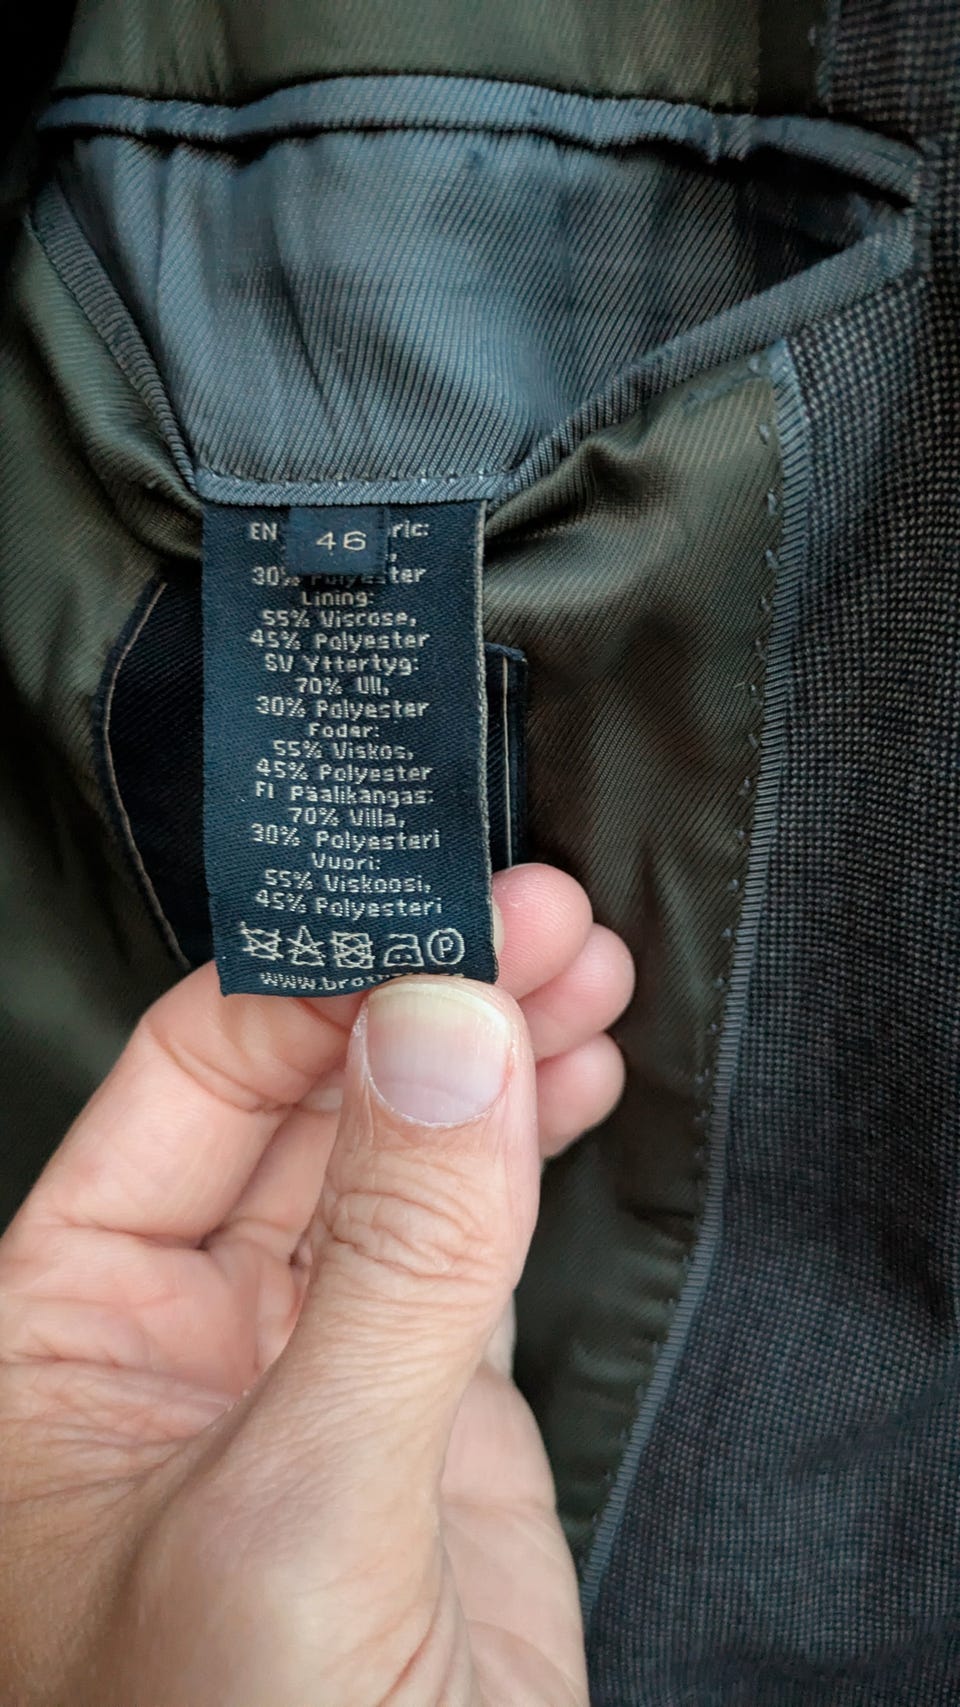 EN 46 ric:
30% Polyester
Lining:
55% Viscose,
45% Polyester
SV Yttertyg:
70% Ull,
30% Polyester
Foder:
55% Viskos,
45% Polyester
FI Päälikangas:
70% Villa,
30% Polyesteri
Vuori:
55% Viskoosi,
45% Polyesteri
P